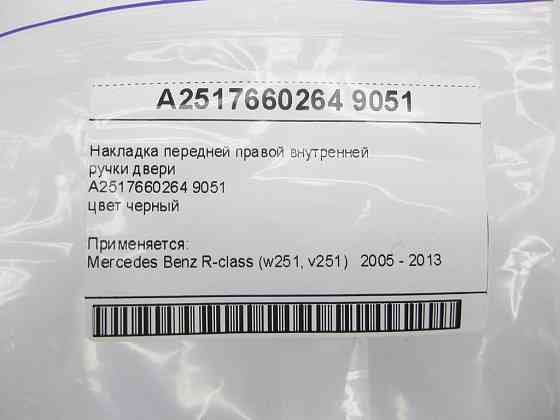 A2517660264 9051
Накладка передней правой внутренней
ручки двери
A2517660264 9051
цвет черный
Применяется:
Mercedes Benz R-class (w251, v251) 2005 - 2013